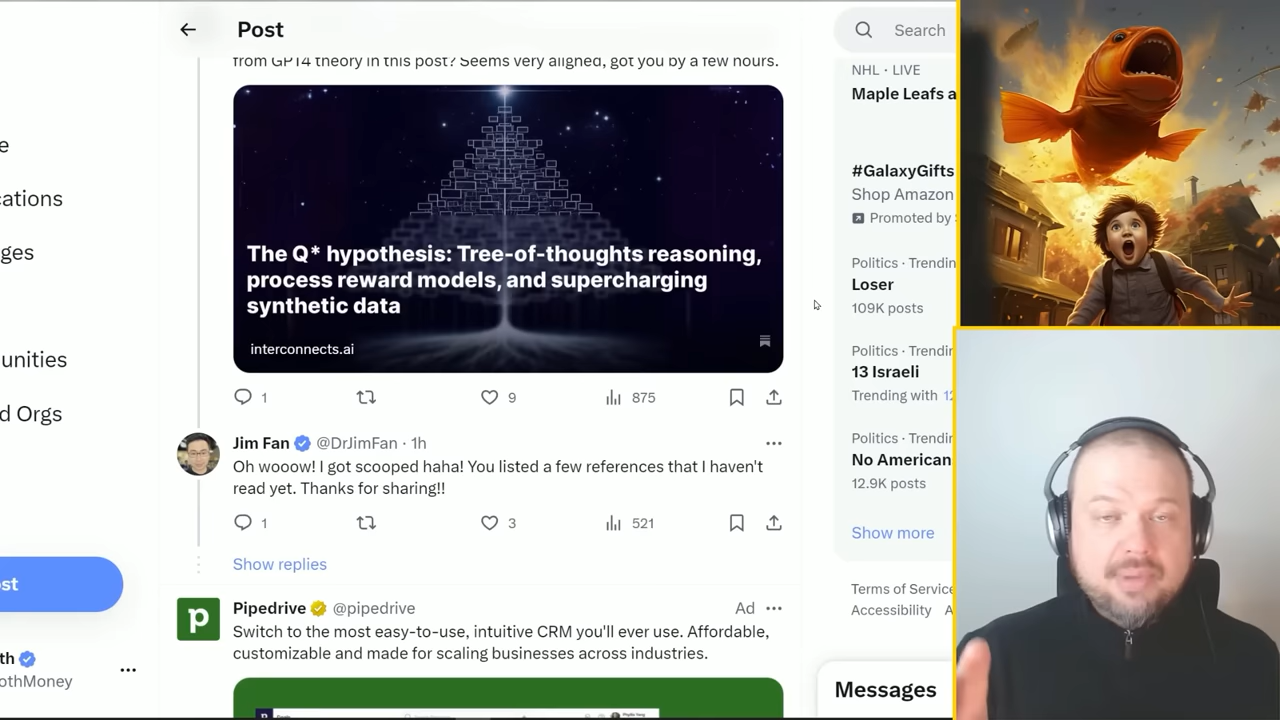 Post
Search
e
cations
ges
unities
d Orgs
st
th
othMoney
from GPT4 theory in this post? Seems very aligned, got you by a few hours.
The Q* hypothesis: Tree-of-thoughts reasoning,
process reward models, and supercharging
synthetic data
interconnects.ai
1
9
875
Jim Fan @DrJimFan · 1h
Oh wooow! I got scooped haha! You listed a few references that I haven't
read yet. Thanks for sharing!!
1
3
521
Show replies
Pipedrive @pipedrive
Ad
Switch to the most easy-to-use, intuitive CRM you'll ever use. Affordable,
customizable and made for scaling businesses across industries.
NHL · LIVE
Maple Leafs a
#GalaxyGifts
Shop Amazon
Promoted by
Politics · Trendin
Loser
109K posts
Politics · Trendin
13 Israeli
Trending with 12
Politics · Trendin
No American
12.9K posts
Show more
Terms of Service
Accessibility
Messages